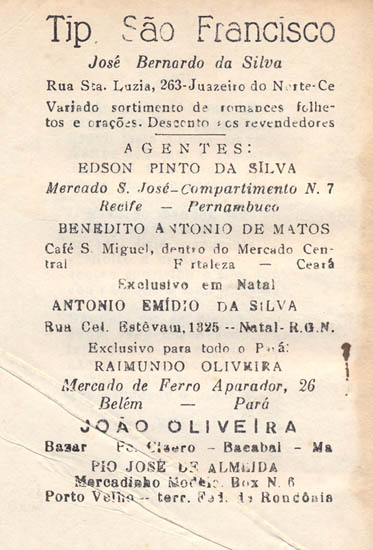 Tip. São Francisco
José Bernardo da Silva
Rua Sta. Luzia, 263-Juazeiro do Norte-Ce
Variado sortimento de romances folhe-
tos e orações. Desconto aos revendedores
AGENTES:
EDSON PINTO DA SILVA
Mercado S. José-Compartimento N. 7
Recife — Pernambuco
BENEDITO ANTONIO DE MATOS
Café S. Miguel, dentro do Mercado Cen-
tral Fortaleza — Ceará
Exclusivo em Natal
ANTONIO EMÍDIO DA SILVA
Rua Cel. Estêvam, 1325 -- Natal- R.G.N.
Exclusivo para todo o Pará:
RAIMUNDO OLIVEIRA
Mercado de Ferro Aparador, 26
Belém — Pará
JOÃO OLIVEIRA
Bazar Pe. Cicero - Bacabal - Ma
PIO JOSÉ DE ALMEIDA
Mercadinho Modelo. Box N. 6
Porto Velho -- terr. Fed. de Rondônia